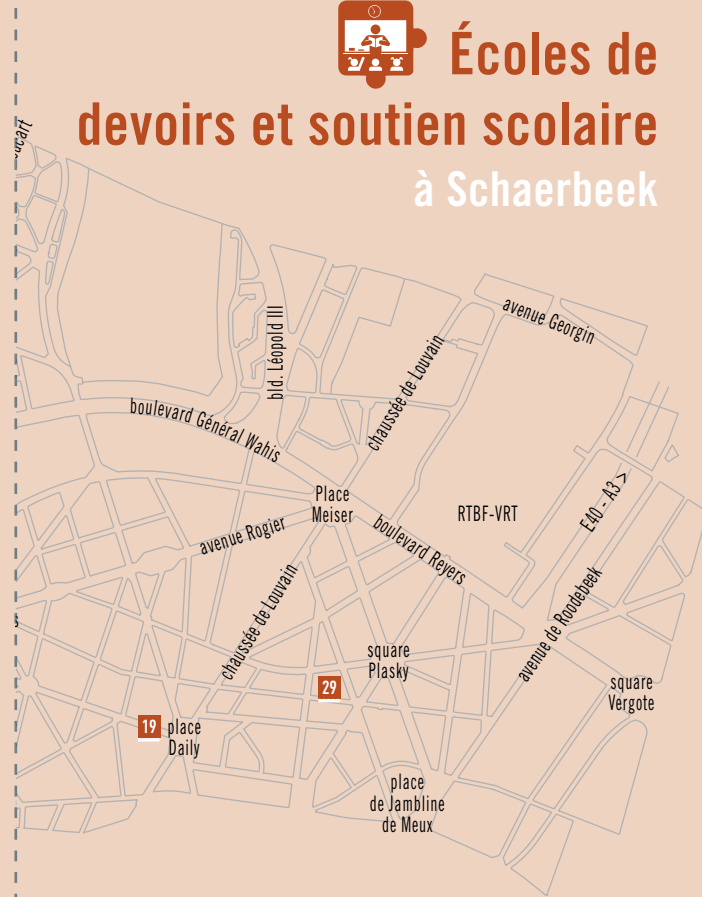 Écoles de
devoirs et soutien scolaire
à Schaerbeek
avenue Georgin
bld. Léopold III
chaussée de Louvain
boulevard Général Wahis
Place
Meiser
RTBF-VRT
E40 - A3 >
avenue Rogier
boulevard Reyers
chaussée de Louvain
avenue de Roodebeek
square
Plasky
29
square
Vergote
19
place
Daily
place
de Jambline
de Meux